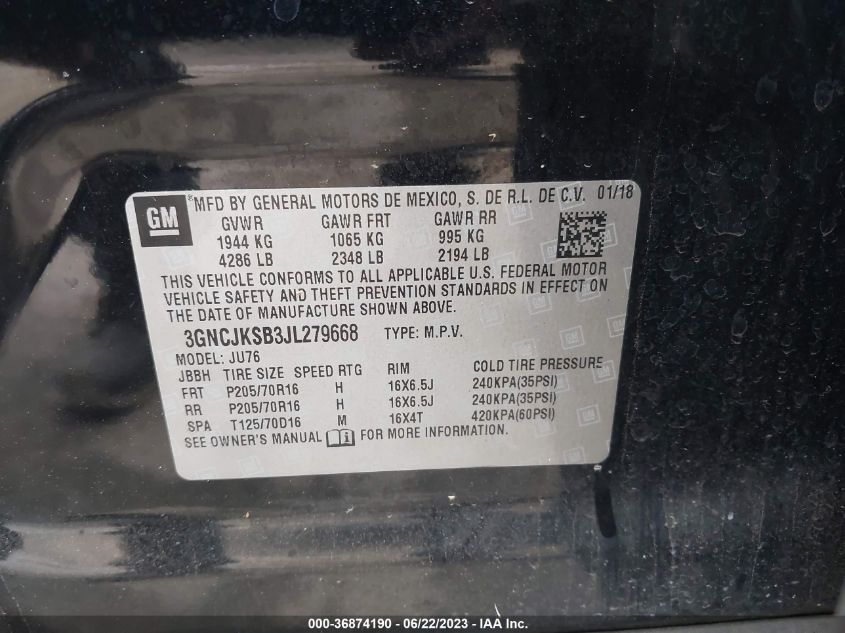 GM
®MFD BY GENERAL MOTORS DE MEXICO, S. DE R.L. DE C.V. 01/18
GVWR GAWR FRT GAWR RR
1944 KG 1065 KG 995 KG
4286 LB 2348 LB 2194 LB
THIS VEHICLE CONFORMS TO ALL APPLICABLE U.S. FEDERAL MOTOR
VEHICLE SAFETY AND THEFT PREVENTION STANDARDS IN EFFECT ON
THE DATE OF MANUFACTURE SHOWN ABOVE.
3GNCJKSB3JL279668 TYPE: M.P.V.
MODEL: JU76
JBBH TIRE SIZE SPEED RTG RIM COLD TIRE PRESSURE
FRT P205/70R16 H 16X6.5J 240KPA(35PSI)
RR P205/70R16 H 16X6.5J 240KPA(35PSI)
SPA T125/70D16 M 16X4T 420KPA(60PSI)
SEE OWNER'S MANUAL FOR MORE INFORMATION.
000-36874190 - 06/22/2023 - IAA Inc.